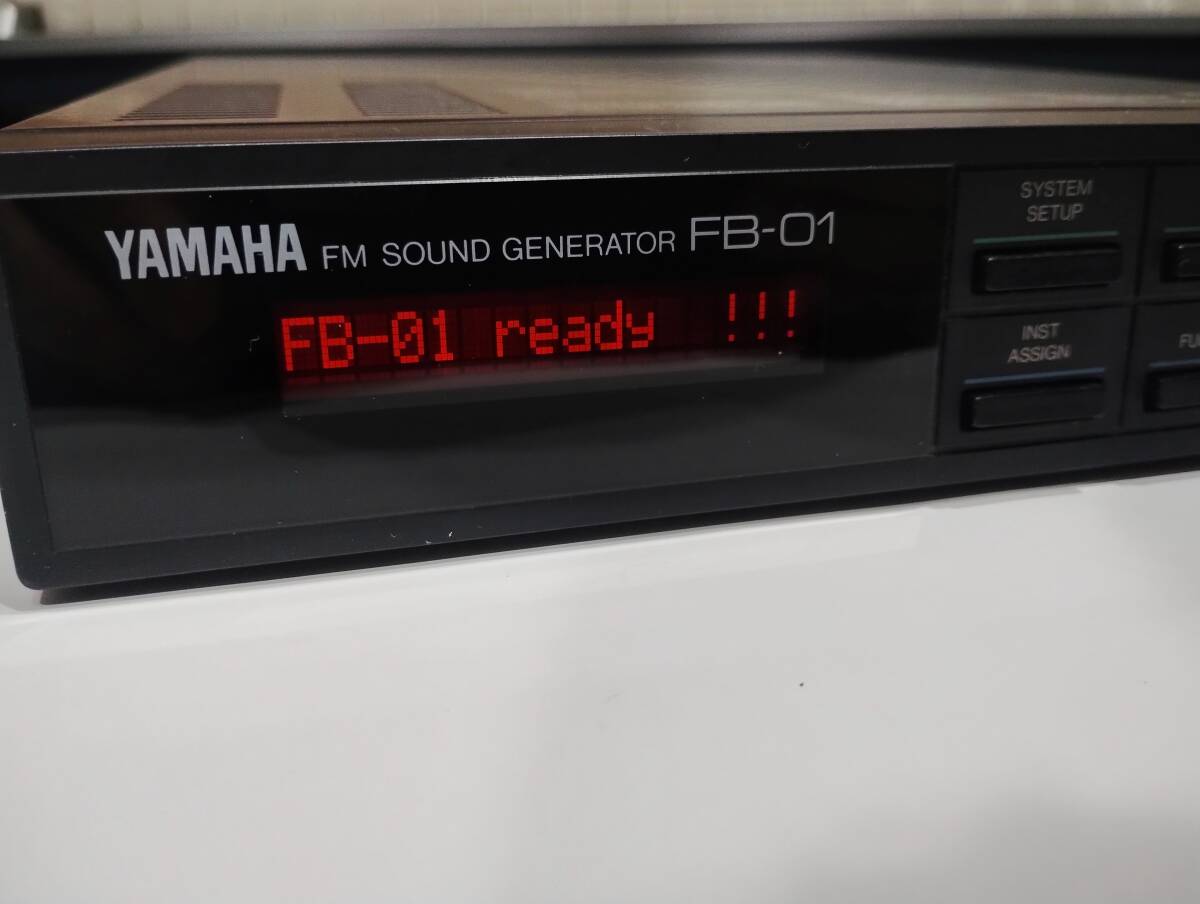 YAMAHA FM SOUND GENERATOR FB-01
FB-01 ready !!!
SYSTEM
SETUP
INST
ASSIGN